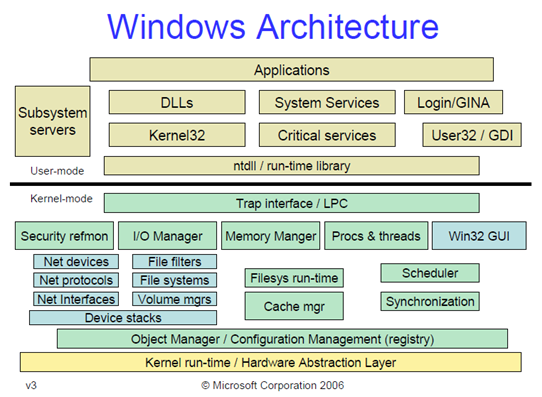 Windows Architecture
Applications
Subsystem
servers
DLLs
System Services
Login/GINA
Kernel32
Critical services
User32 / GDI
User-mode
ntdll / run-time library
Kernel-mode
Trap interface / LPC
Security refmon
I/O Manager
Memory Manger
Procs & threads
Win32 GUI
Net devices
File filters
Net protocols
File systems
Net Interfaces
Volume mgrs
Device stacks
Filesys run-time
Cache mgr
Scheduler
Synchronization
Object Manager / Configuration Management (registry)
Kernel run-time / Hardware Abstraction Layer
v3
© Microsoft Corporation 2006